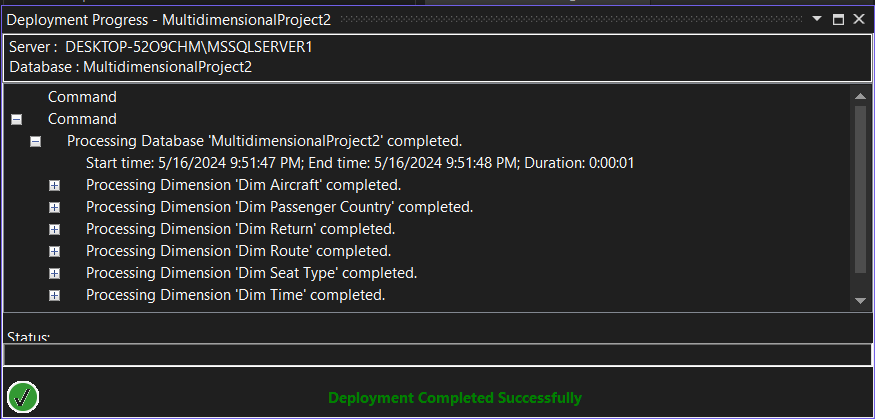 Deployment Progress - MultidimensionalProject2
Server : DESKTOP-52O9CHM\MSSQLSERVER1
Database : MultidimensionalProject2
Command
Command
Processing Database 'MultidimensionalProject2' completed.
Start time: 5/16/2024 9:51:47 PM; End time: 5/16/2024 9:51:48 PM; Duration: 0:00:01
Processing Dimension 'Dim Aircraft' completed.
Processing Dimension 'Dim Passenger Country' completed.
Processing Dimension 'Dim Return' completed.
Processing Dimension 'Dim Route' completed.
Processing Dimension 'Dim Seat Type' completed.
Processing Dimension 'Dim Time' completed.
Status:
Deployment Completed Successfully